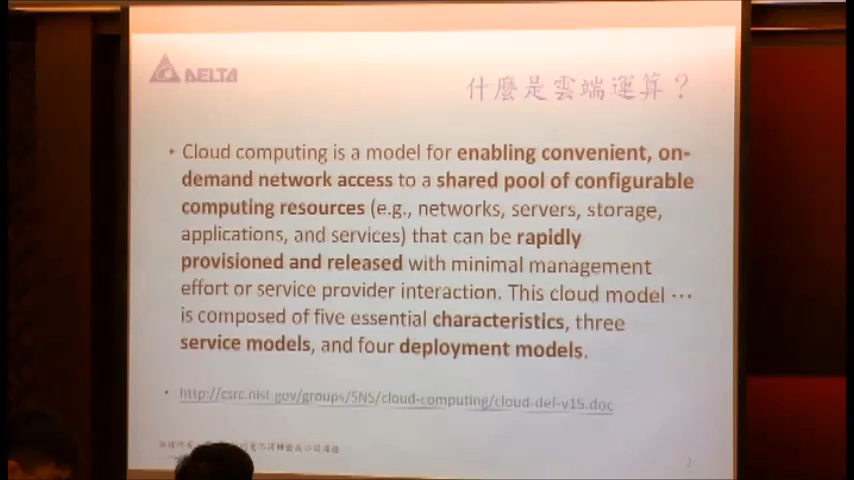 DELTA
什麼是雲端運算？
• Cloud computing is a model for enabling convenient, on-
demand network access to a shared pool of configurable
computing resources (e.g., networks, servers, storage,
applications, and services) that can be rapidly
provisioned and released with minimal management
effort or service provider interaction. This cloud model ⋯
is composed of five essential characteristics, three
service models, and four deployment models.
• http://csrc.nist.gov/groups/SNS/cloud-computing/cloud-def-v15.doc
2